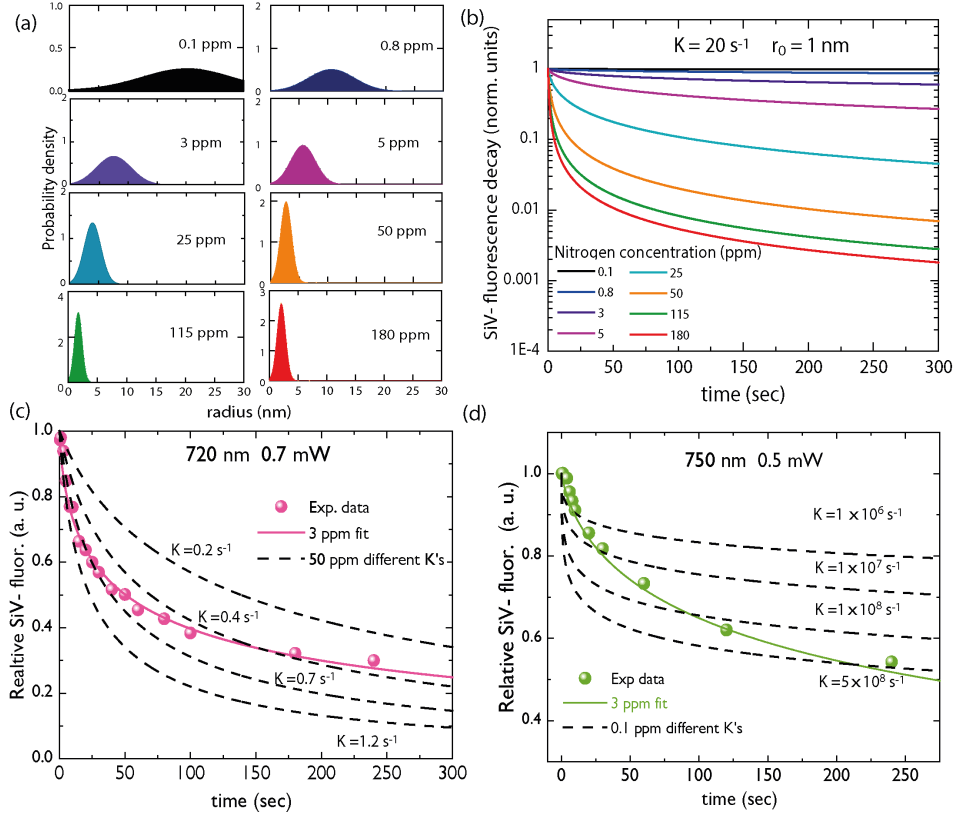 (a)
0.1 ppm
0.8 ppm
3 ppm
5 ppm
25 ppm
50 ppm
115 ppm
180 ppm
Probability density
1.0
0.5
0.0
2
1
0
2
1
0
2
1
0
2
1
0
2
1
0
4
2
0
3
2
1
0
0 5 10 15 20 25 30
0 5 10 15 20 25 30
radius (nm)
(b)
K = 20 s-1 r0 = 1 nm
SiV- fluorescence decay (norm. units)
1
0.1
0.01
0.001
1E-4
Nitrogen concentration (ppm)
0.1 25
0.8 50
3 115
5 180
0 50 100 150 200 250 300
time (sec)
(c)
720 nm 0.7 mW
Realtive SiV- fluor. (a. u.)
1.0
0.8
0.6
0.4
0.2
0.0
Exp. data
3 ppm fit
50 ppm different K's
K = 0.2 s-1
K = 0.4 s-1
K = 0.7 s-1
K = 1.2 s-1
0 50 100 150 200 250 300
time (sec)
(d)
750 nm 0.5 mW
Relative SiV- fluor. (a. u.)
1.0
0.8
0.6
0.4
K =1 x 10^6 s-1
K =1 x 10^7 s-1
K =1 x 10^8 s-1
K =5 x 10^8 s-1
Exp data
3 ppm fit
0.1 ppm different K's
0 50 100 150 200 250
time (sec)